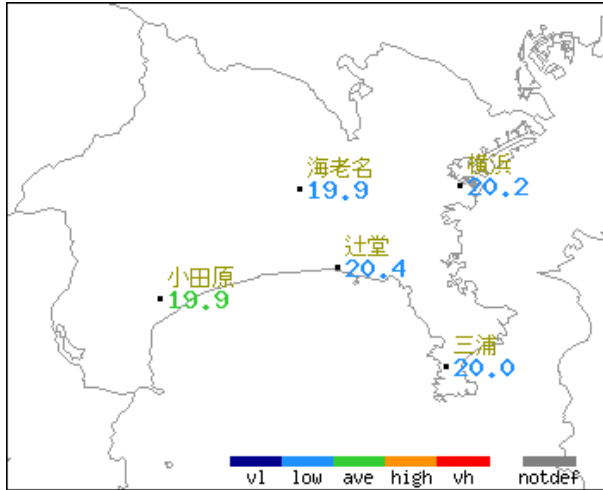 海老名
19.9
横浜
20.2
辻堂
20.4
小田原
19.9
三浦
20.0
vl low ave high vh notdef